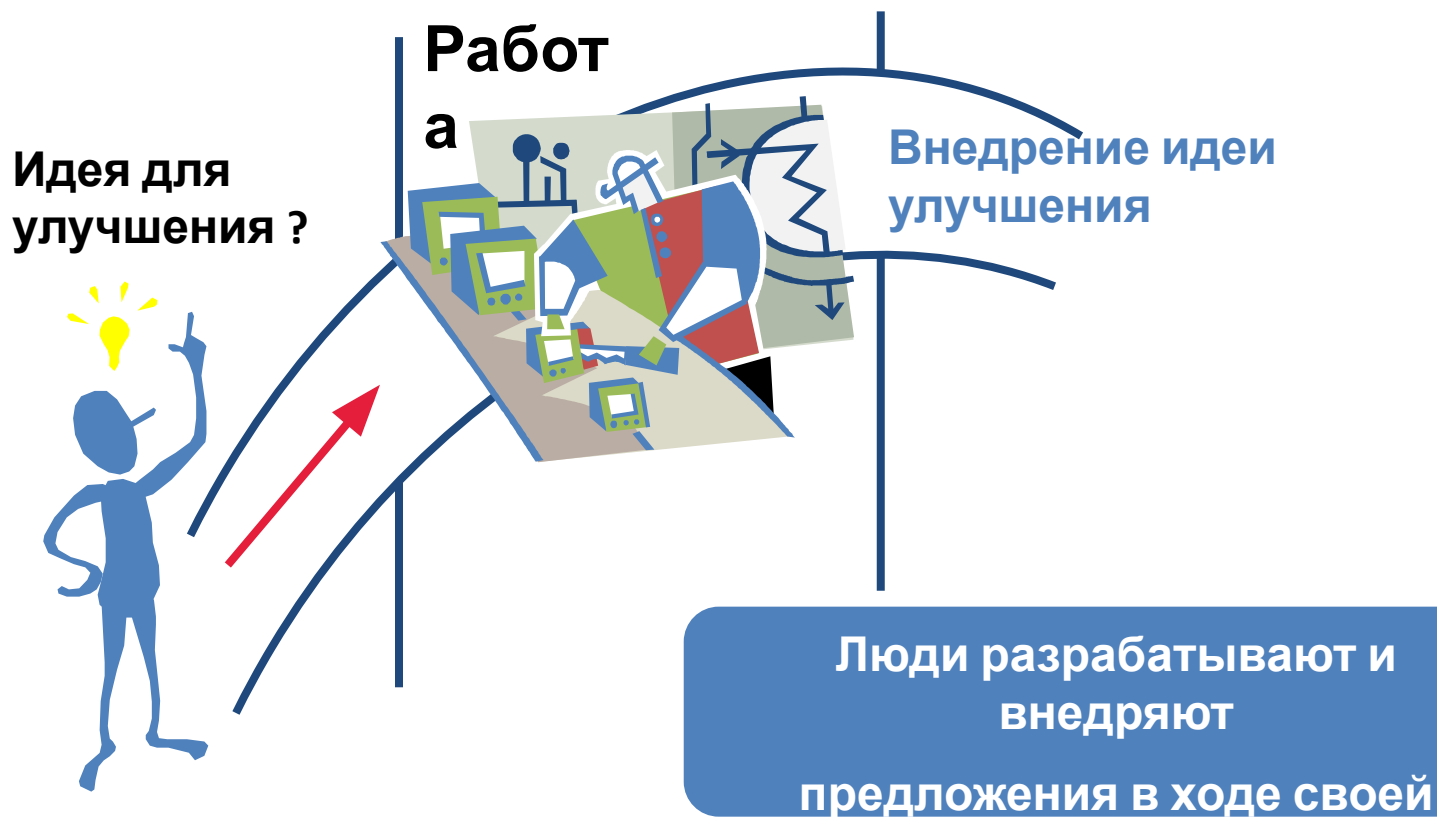 Работ
а
Идея для
улучшения ?
Внедрение идеи
улучшения
Люди разрабатывают и
внедряют
предложения в ходе своей